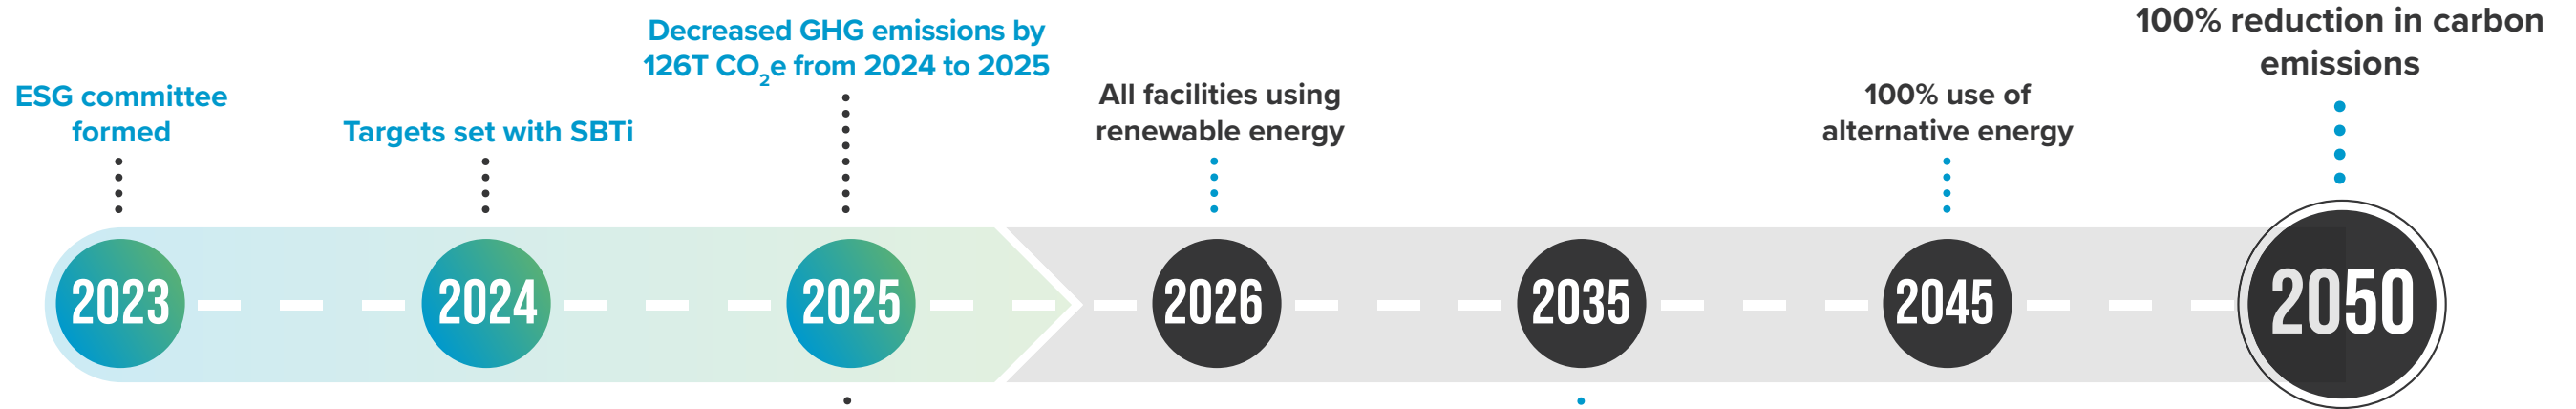 ESG committee
formed
Targets set with SBTi
Decreased GHG emissions by
126T CO₂e from 2024 to 2025
All facilities using
renewable energy
100% use of
alternative energy
100% reduction in carbon
emissions
2023
2024
2025
2026
2035
2045
2050